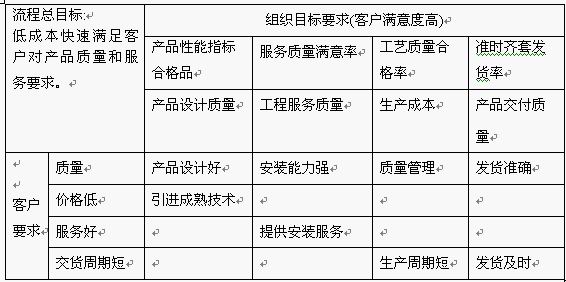 流程总目标:
低成本快速满足客
户对产品质量和服
务要求。
组织目标要求(客户满意度高)
产品性能指标
合格品
服务质量满意率
工艺质量合
格率
准时齐套发
货率
产品设计质量
工程服务质量
生产成本
产品交付质
量
客户
要求
质量
产品设计好
安装能力强
质量管理
发货准确
价格低
引进成熟技术
服务好
提供安装服务
交货周期短
生产周期短
发货及时